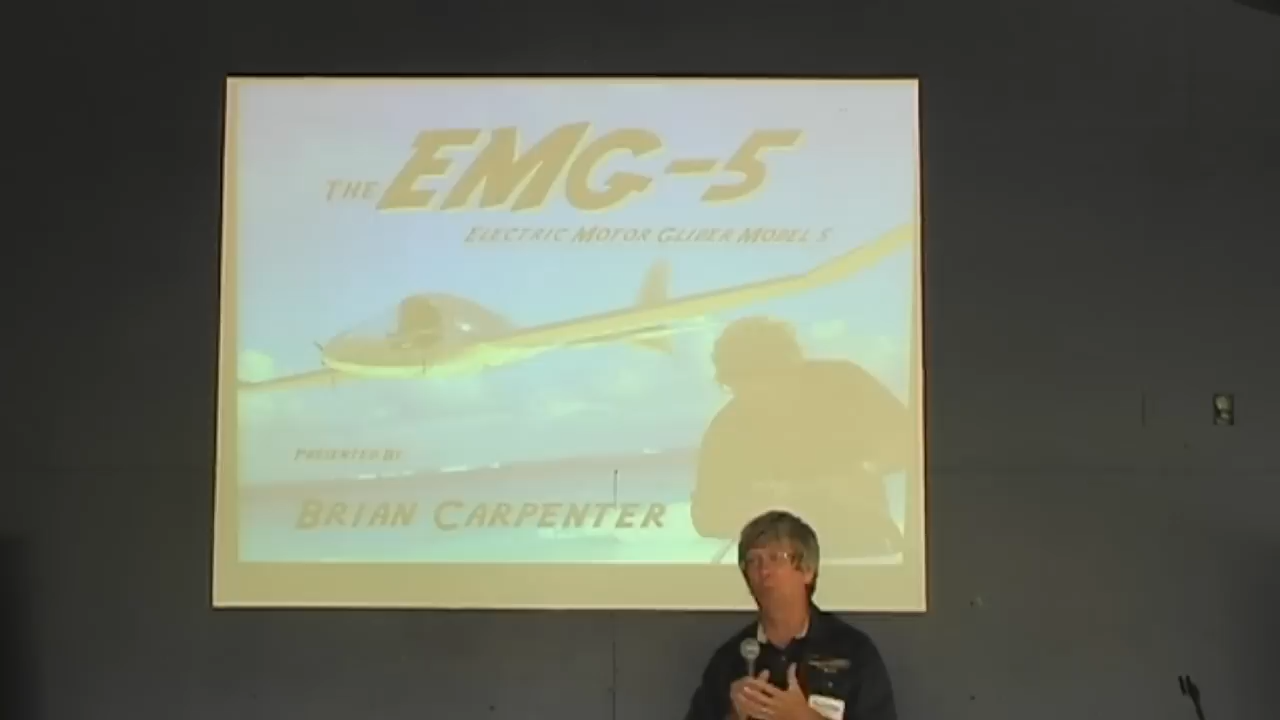 THE EMG-5
ELECTRIC MOTOR GLIDER MODEL 5
PRESENTED BY
BRIAN CARPENTER